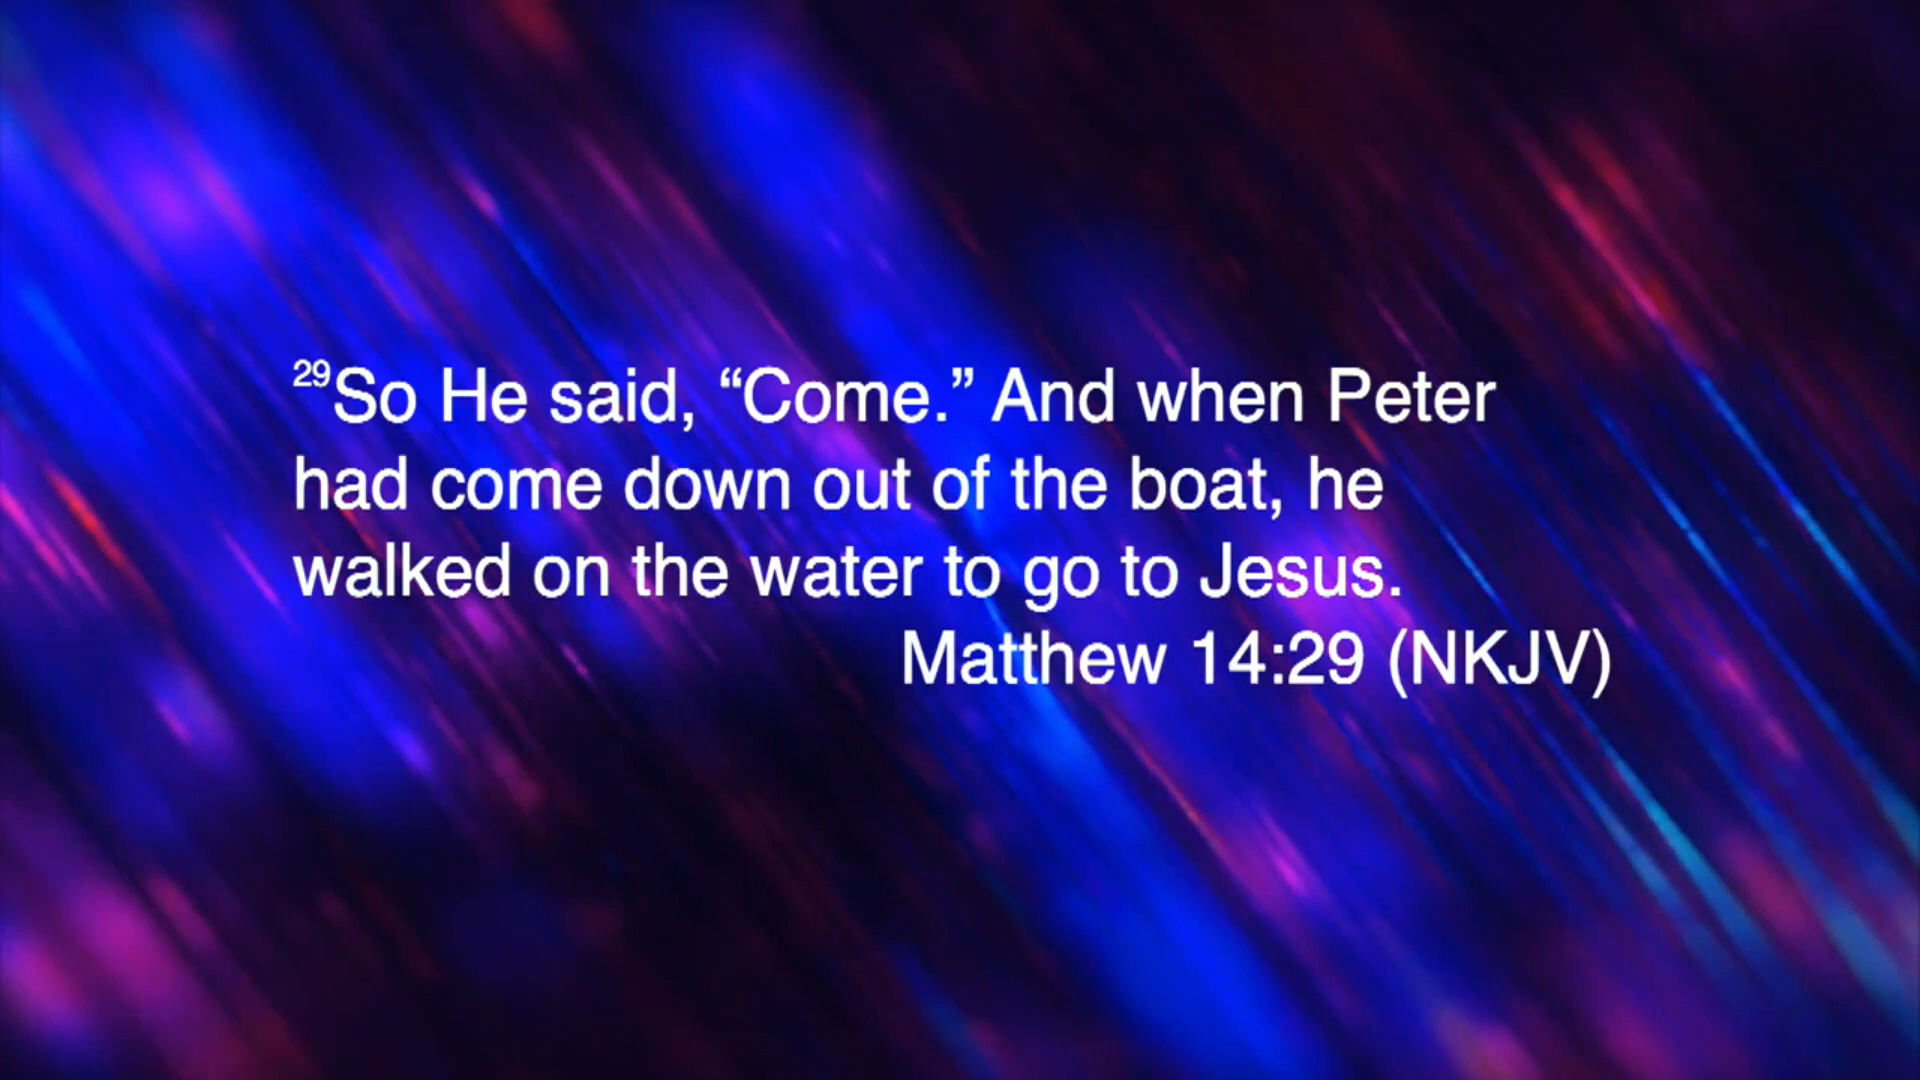 29So He said, “Come.” And when Peter
had come down out of the boat, he
walked on the water to go to Jesus.
Matthew 14:29 (NKJV)